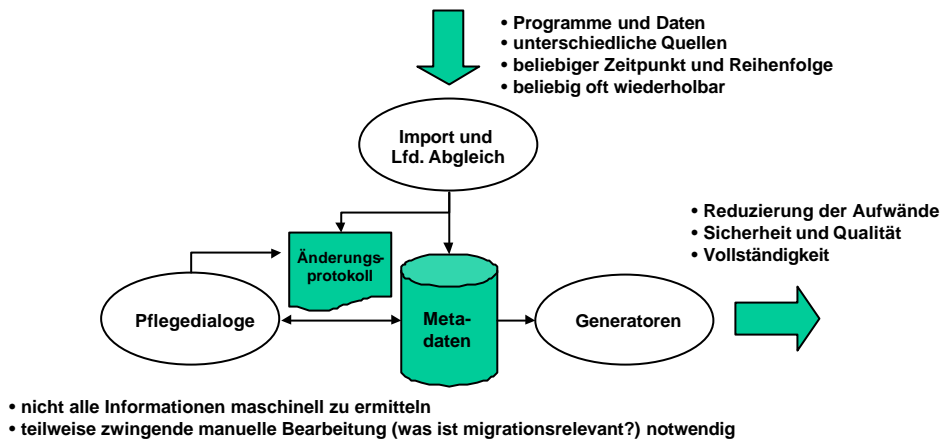 • Programme und Daten
• unterschiedliche Quellen
• beliebiger Zeitpunkt und Reihenfolge
• beliebig oft wiederholbar
Import und
Lfd. Abgleich
• Reduzierung der Aufwände
• Sicherheit und Qualität
• Vollständigkeit
Änderungs-
protokoll
Pflegedialoge
Meta-
daten
Generatoren
• nicht alle Informationen maschinell zu ermitteln
• teilweise zwingende manuelle Bearbeitung (was ist migrationsrelevant?) notwendig